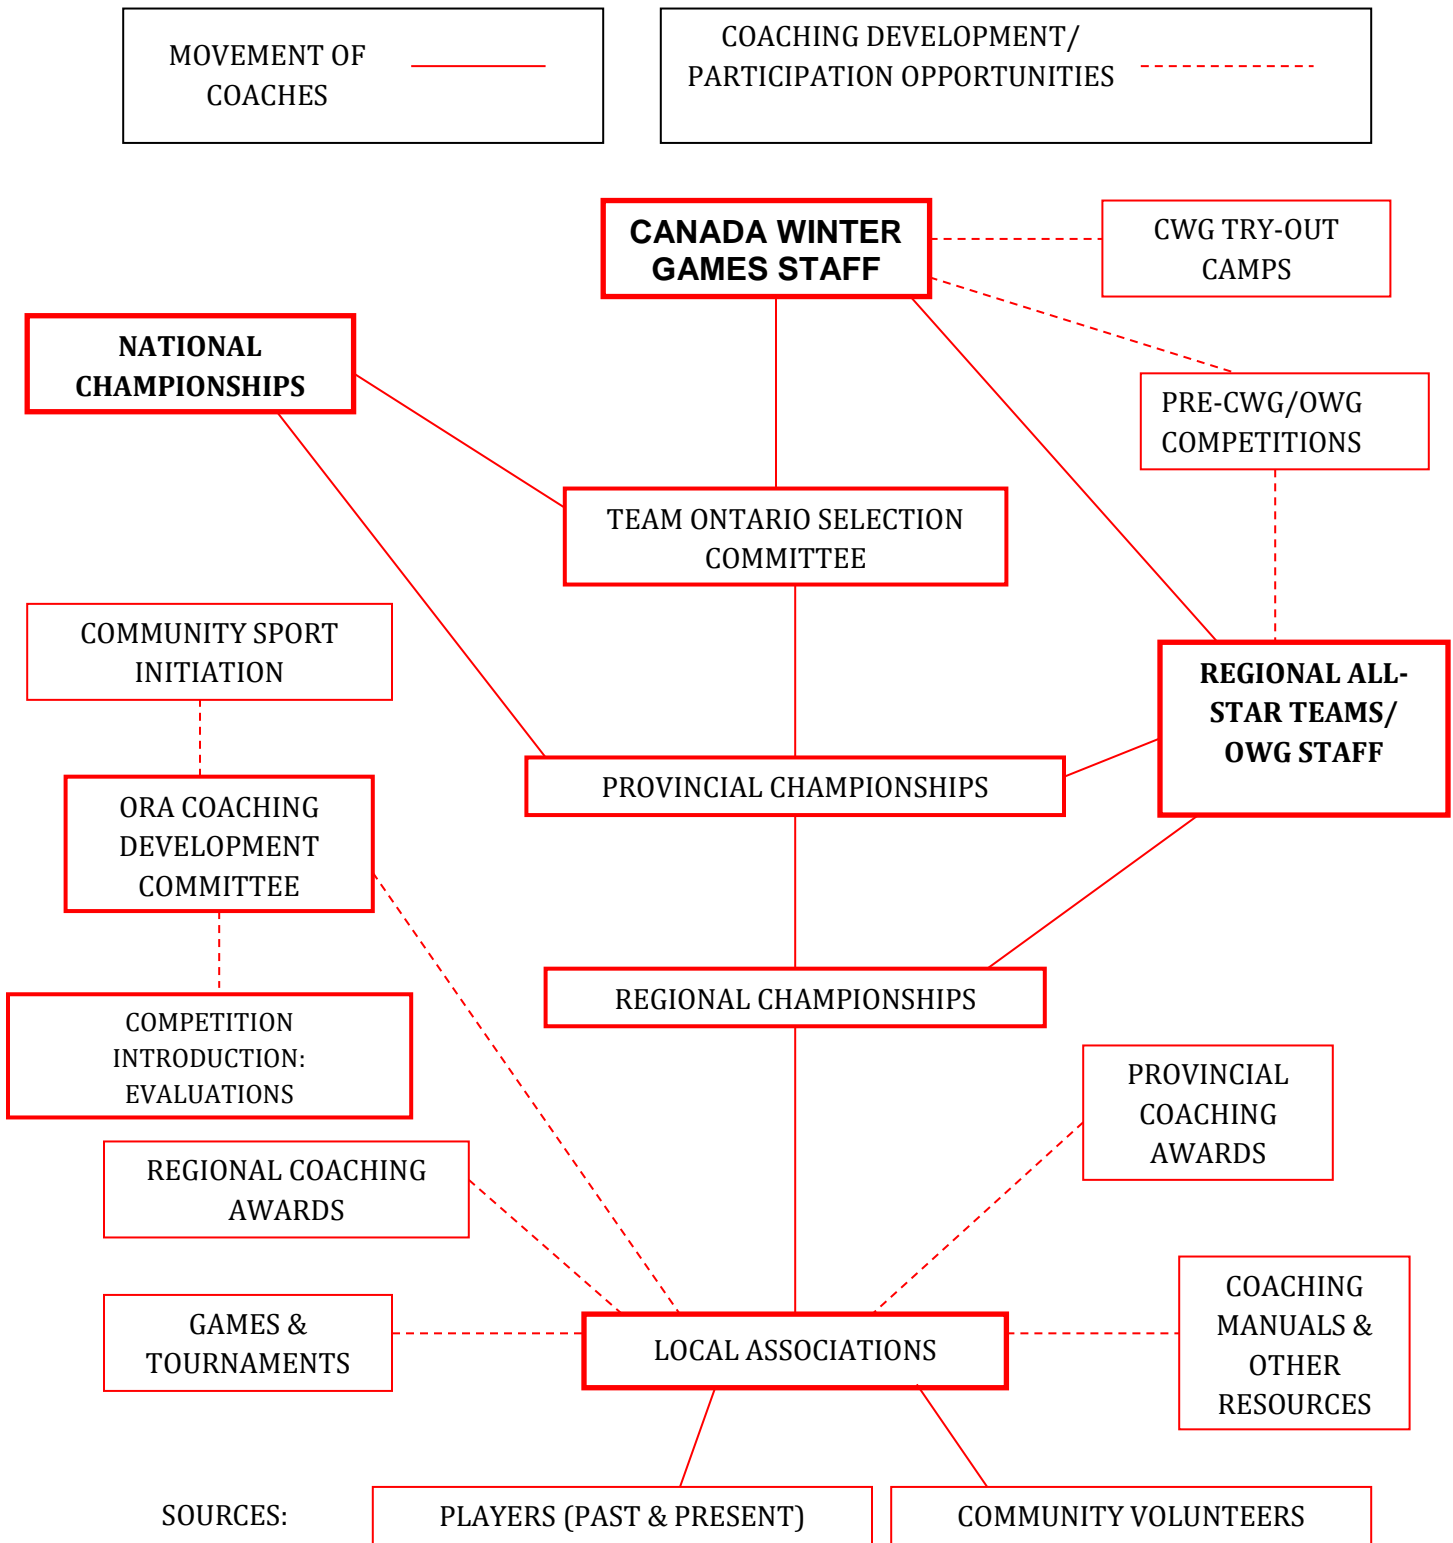 MOVEMENT OF
COACHES
COACHING DEVELOPMENT/
PARTICIPATION OPPORTUNITIES
CANADA WINTER
GAMES STAFF
CWG TRY-OUT
CAMPS
NATIONAL
CHAMPIONSHIPS
PRE-CWG/OWG
COMPETITIONS
TEAM ONTARIO SELECTION
COMMITTEE
COMMUNITY SPORT
INITIATION
REGIONAL ALL-
STAR TEAMS/
OWG STAFF
PROVINCIAL CHAMPIONSHIPS
ORA COACHING
DEVELOPMENT
COMMITTEE
REGIONAL CHAMPIONSHIPS
COMPETITION
INTRODUCTION:
EVALUATIONS
PROVINCIAL
COACHING
AWARDS
REGIONAL COACHING
AWARDS
COACHING
MANUALS &
OTHER
RESOURCES
GAMES &
TOURNAMENTS
LOCAL ASSOCIATIONS
SOURCES:
PLAYERS (PAST & PRESENT)
COMMUNITY VOLUNTEERS